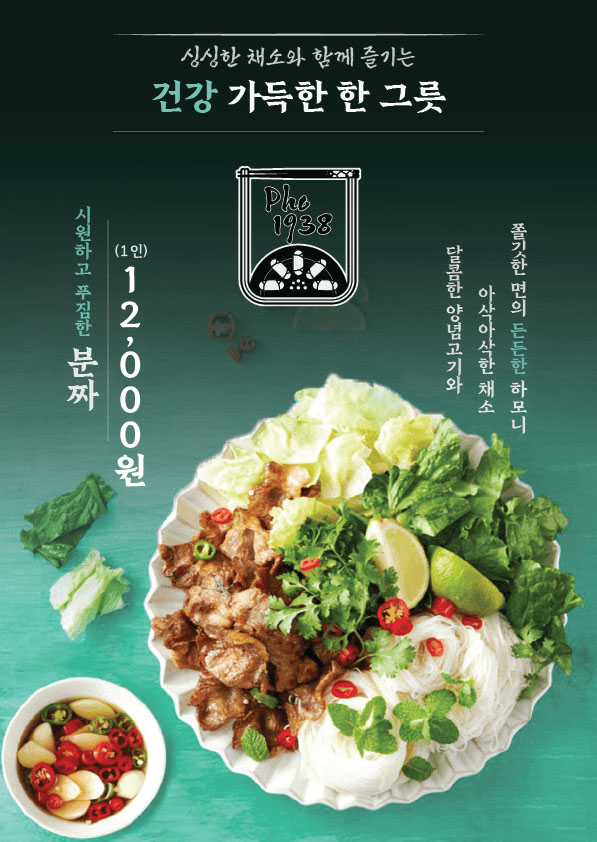 싱싱한 채소와 함께 즐기는
건강 가득한 한 그릇
Pho
1938
시원하고 푸짐한
분짜
(1인)
12,000원
쫄깃한 면의 든든한 하모니
아삭아삭한 채소
달콤한 양념고기와